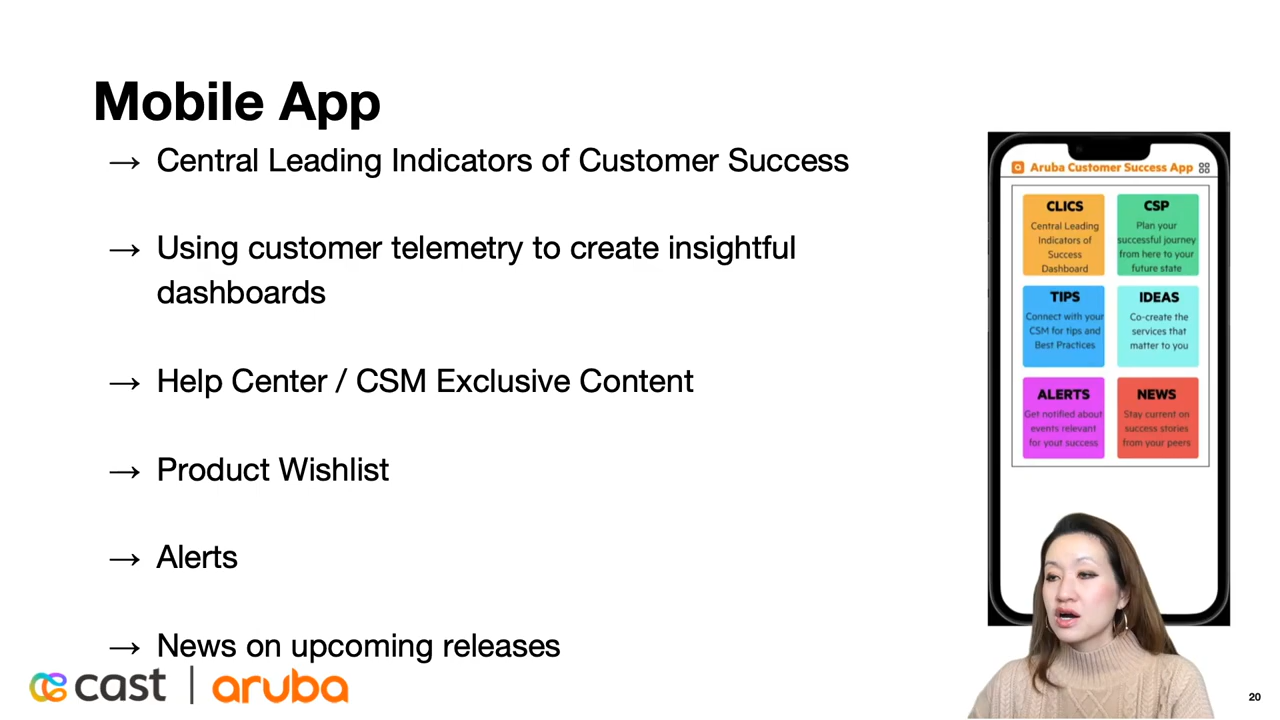 Mobile App
→ Central Leading Indicators of Customer Success
→ Using customer telemetry to create insightful
dashboards
→ Help Center / CSM Exclusive Content
→ Product Wishlist
→ Alerts
→ News on upcoming releases
cast | aruba
Aruba Customer Success App
CLICS
Central Leading
Indicators of
Success
Dashboard
CSP
Plan your
successful journey
from here to your
future state
TIPS
Connect with your
CSM for tips and
Best Practices
IDEAS
Co-create the
services that
matter to you
ALERTS
Get notified about
events relevant
for yout success
NEWS
Stay current on
success stories
from your peers
20